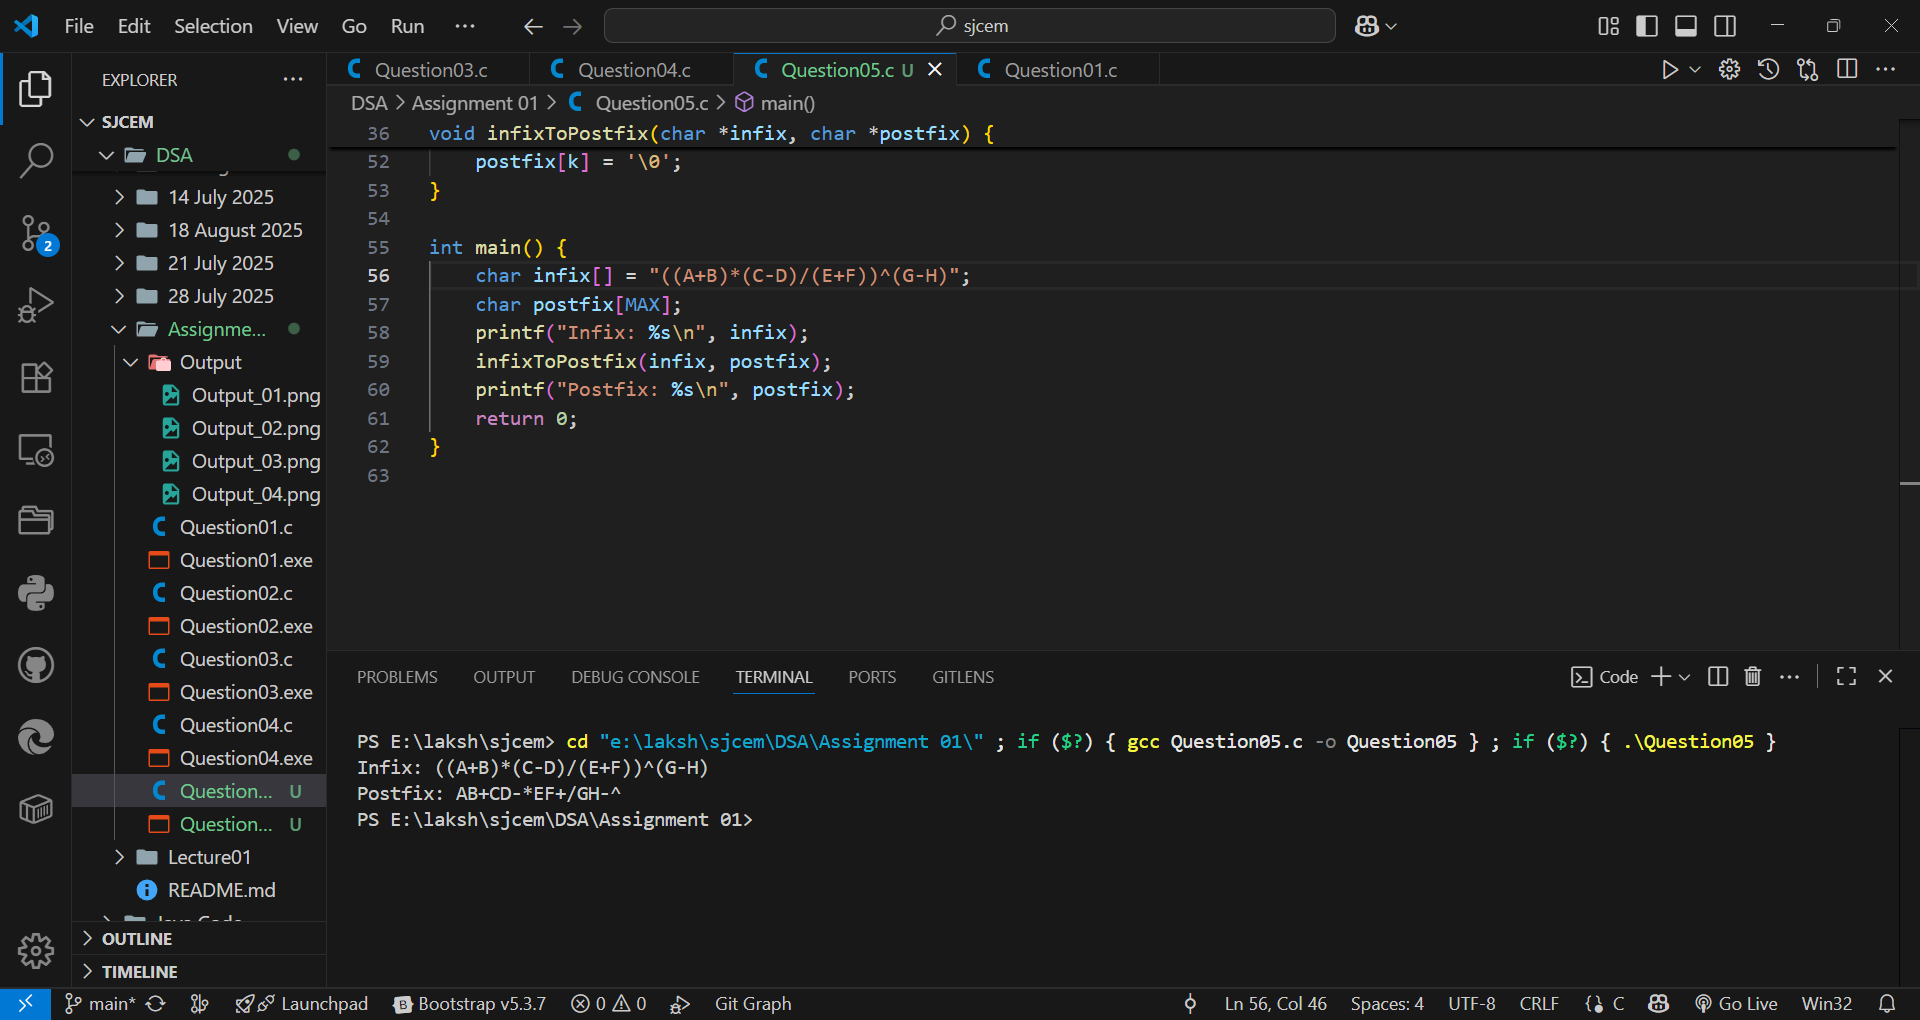 File Edit Selection View Go Run ··· sjcem
EXPLORER ···
SJCEM
DSA
14 July 2025
18 August 2025
21 July 2025
28 July 2025
Assignme...
Output
Output_01.png
Output_02.png
Output_03.png
Output_04.png
Question01.c
Question01.exe
Question02.c
Question02.exe
Question03.c
Question03.exe
Question04.c
Question04.exe
Question... U
Question... U
Lecture01
README.md
OUTLINE
TIMELINE
2
Question03.c Question04.c Question05.c U Question01.c
DSA > Assignment 01 > Question05.c > main()
36 void infixToPostfix(char *infix, char *postfix) {
52 postfix[k] = '\0';
53 }
54
55 int main() {
56 char infix[] = "((A+B)*(C-D)/(E+F))^(G-H)";
57 char postfix[MAX];
58 printf("Infix: %s\n", infix);
59 infixToPostfix(infix, postfix);
60 printf("Postfix: %s\n", postfix);
61 return 0;
62 }
63
PROBLEMS OUTPUT DEBUG CONSOLE TERMINAL PORTS GITLENS Code
PS E:\laksh\sjcem> cd "e:\laksh\sjcem\DSA\Assignment 01\" ; if ($?) { gcc Question05.c -o Question05 } ; if ($?) { .\Question05 }
Infix: ((A+B)*(C-D)/(E+F))^(G-H)
Postfix: AB+CD-*EF+/GH-^
PS E:\laksh\sjcem\DSA\Assignment 01>
main* Launchpad Bootstrap v5.3.7 0 0 Git Graph Ln 56, Col 46 Spaces: 4 UTF-8 CRLF C Go Live Win32